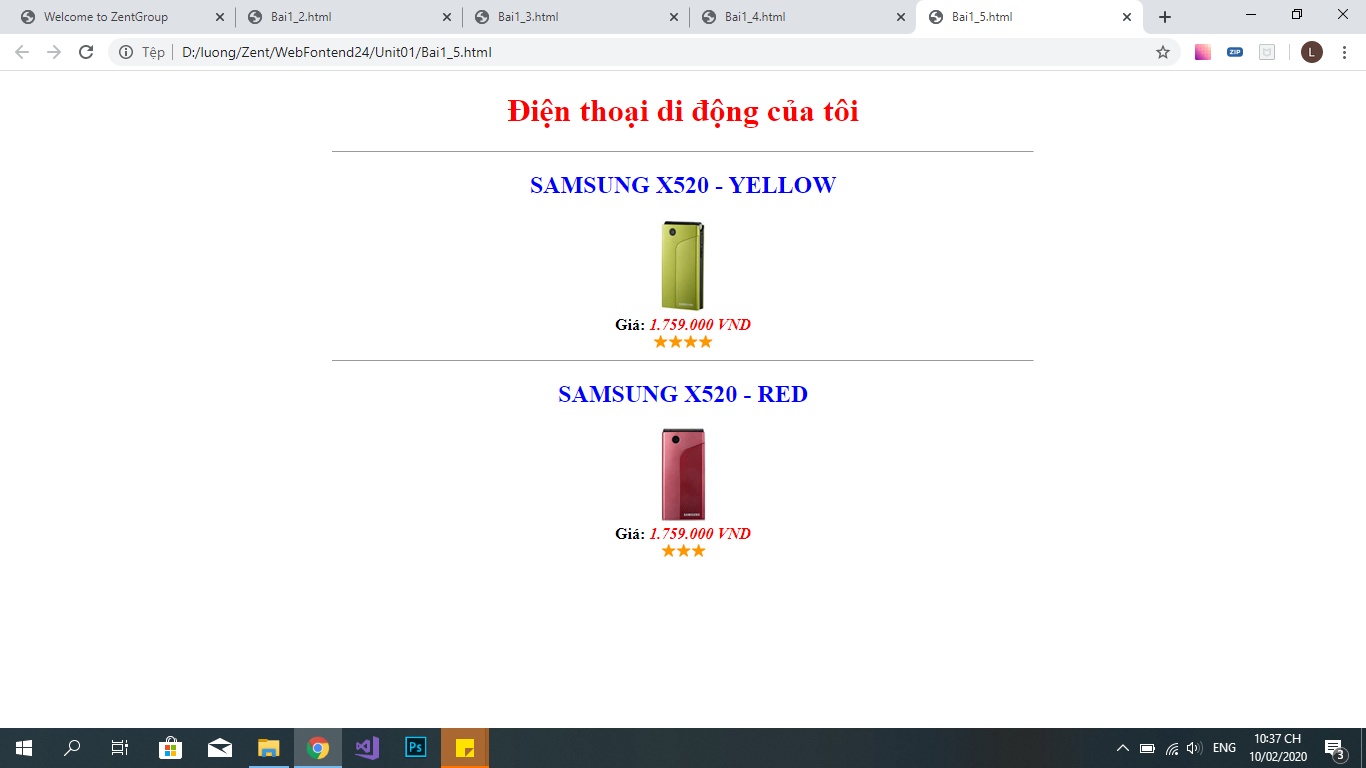 Welcome to ZentGroup
Bai1_2.html
Bai1_3.html
Bai1_4.html
Bai1_5.html
Tệp
D:/luong/Zent/WebFontend24/Unit01/Bai1_5.html
ZIP
L
Điện thoại di động của tôi
SAMSUNG X520 - YELLOW
Giá: 1.759.000 VND
SAMSUNG X520 - RED
SAMSUNG
Giá: 1.759.000 VND
Ps
ENG
10:37 CH
10/02/2020
3